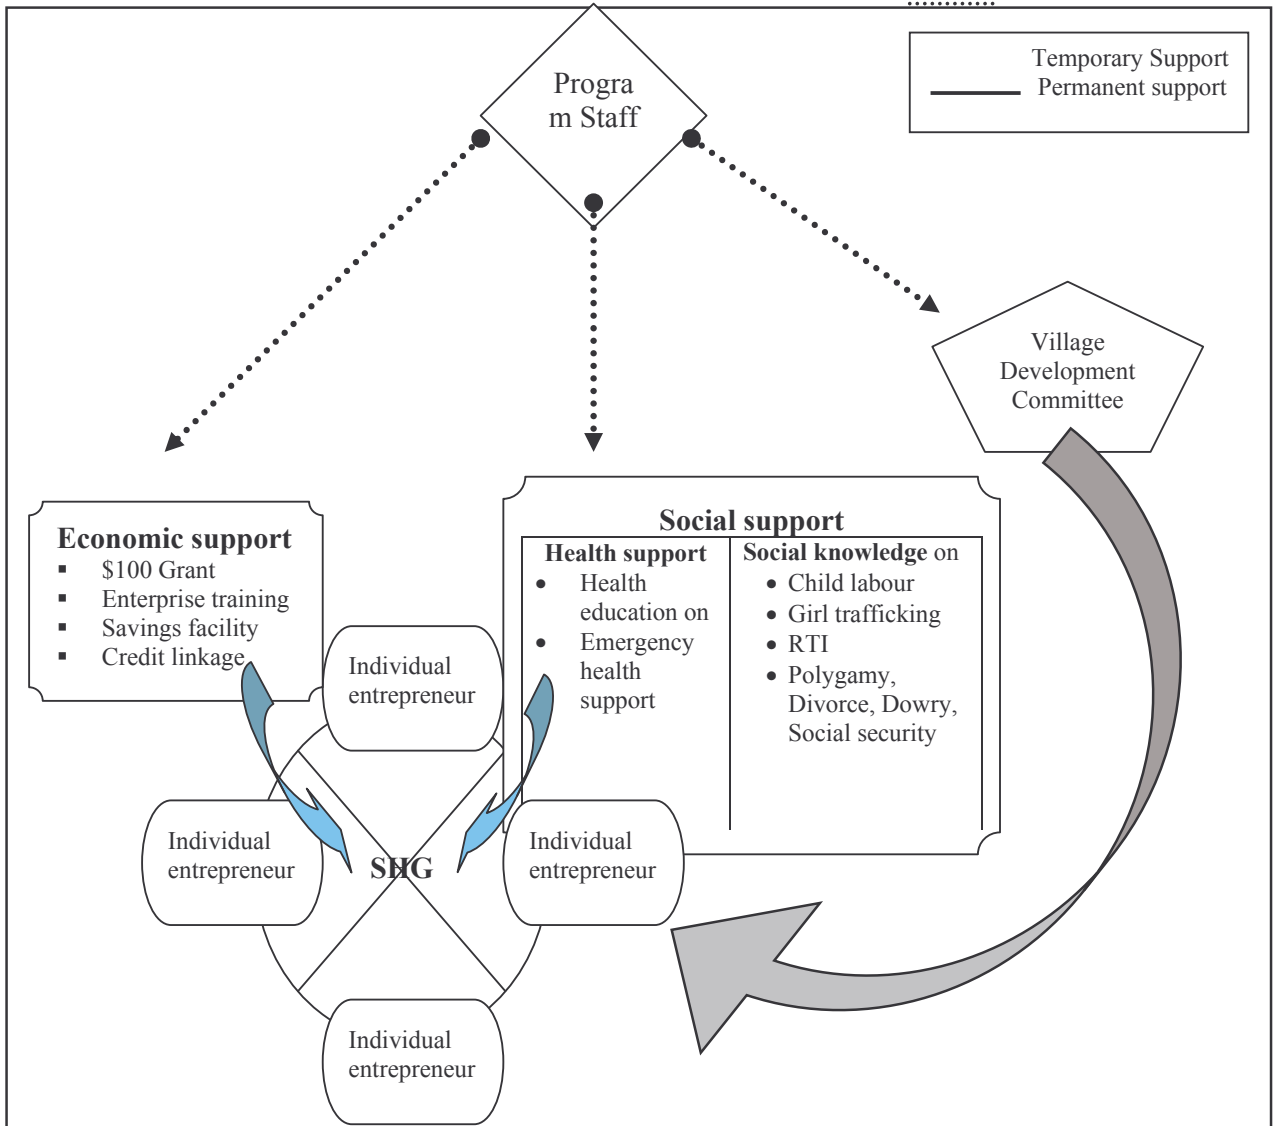 Progra
m Staff
Temporary Support
Permanent support
Village
Development
Committee
Economic support
▪ $100 Grant
▪ Enterprise training
▪ Savings facility
▪ Credit linkage
Social support
Health support
• Health
education on
• Emergency
health
support
Social knowledge on
• Child labour
• Girl trafficking
• RTI
• Polygamy,
Divorce, Dowry,
Social security
Individual
entrepreneur
Individual
entrepreneur
SHG
Individual
entrepreneur
Individual
entrepreneur